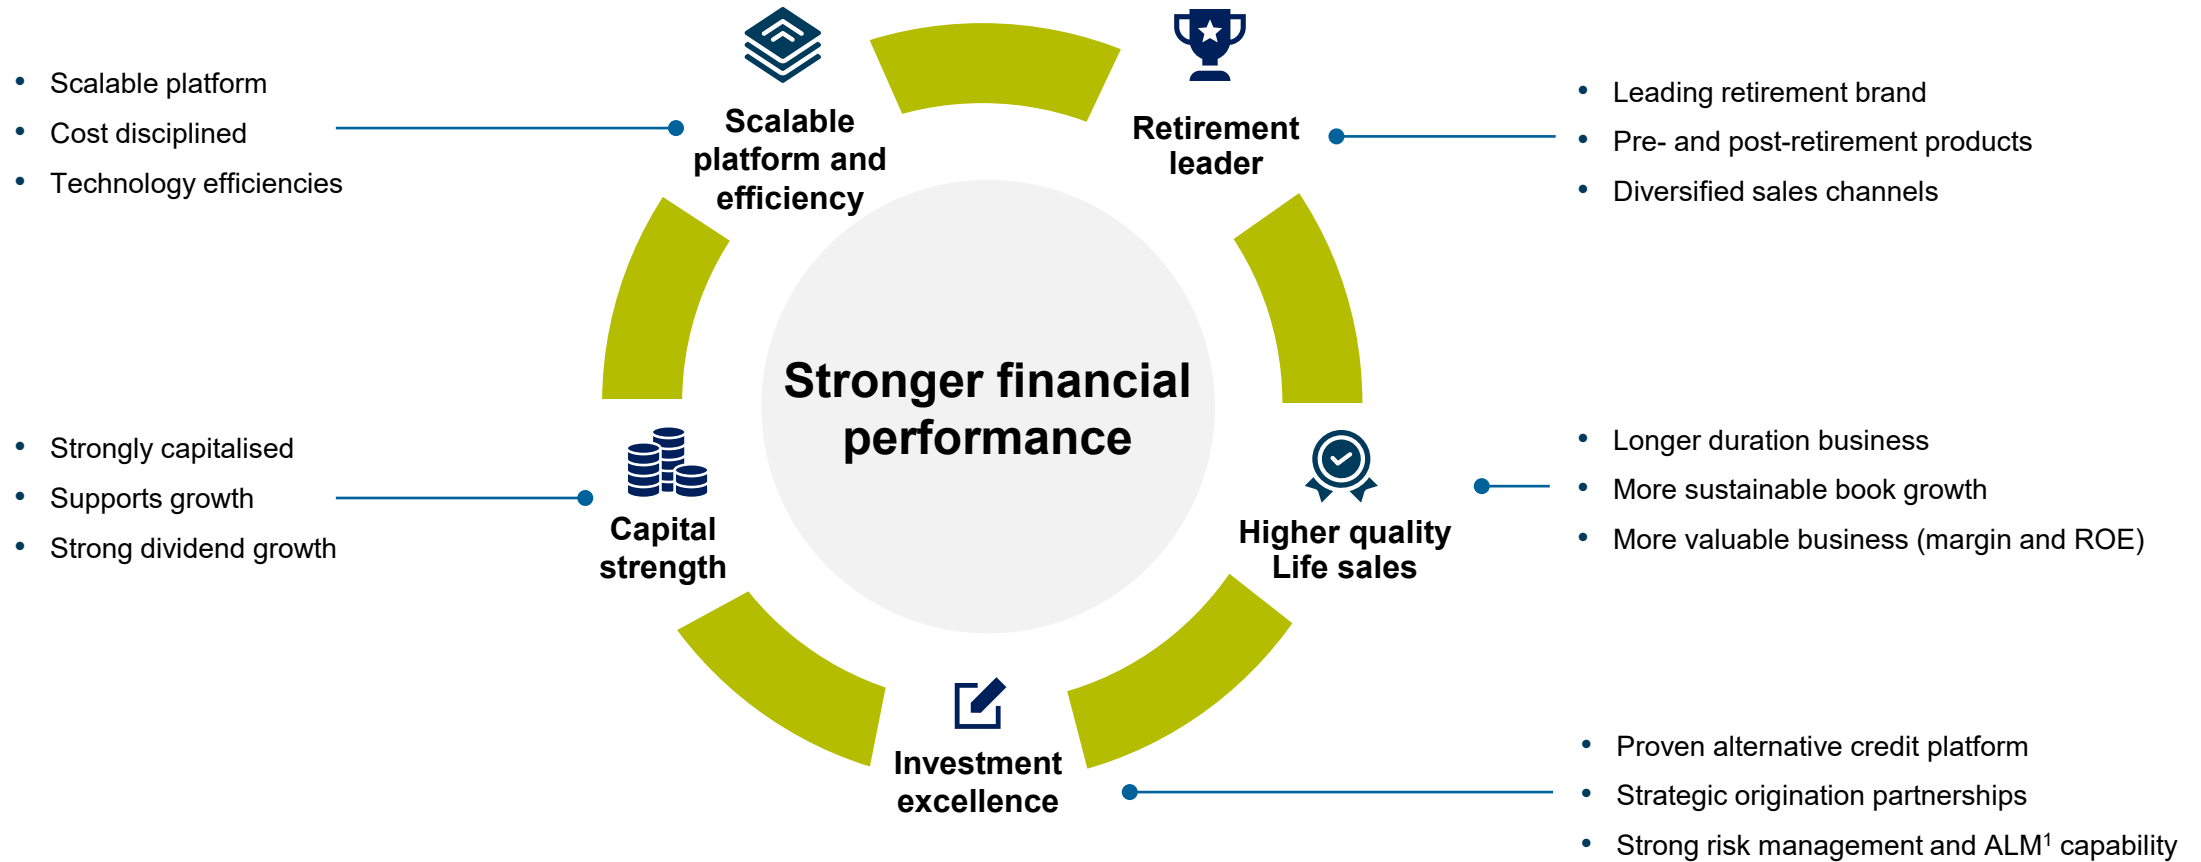 • Scalable platform
• Cost disciplined
• Technology efficiencies
Scalable
platform and
efficiency
Retirement
leader
• Leading retirement brand
• Pre- and post-retirement products
• Diversified sales channels
Stronger financial
performance
• Strongly capitalised
• Supports growth
• Strong dividend growth
Capital
strength
Higher quality
Life sales
• Longer duration business
• More sustainable book growth
• More valuable business (margin and ROE)
Investment
excellence
• Proven alternative credit platform
• Strategic origination partnerships
• Strong risk management and ALM¹ capability